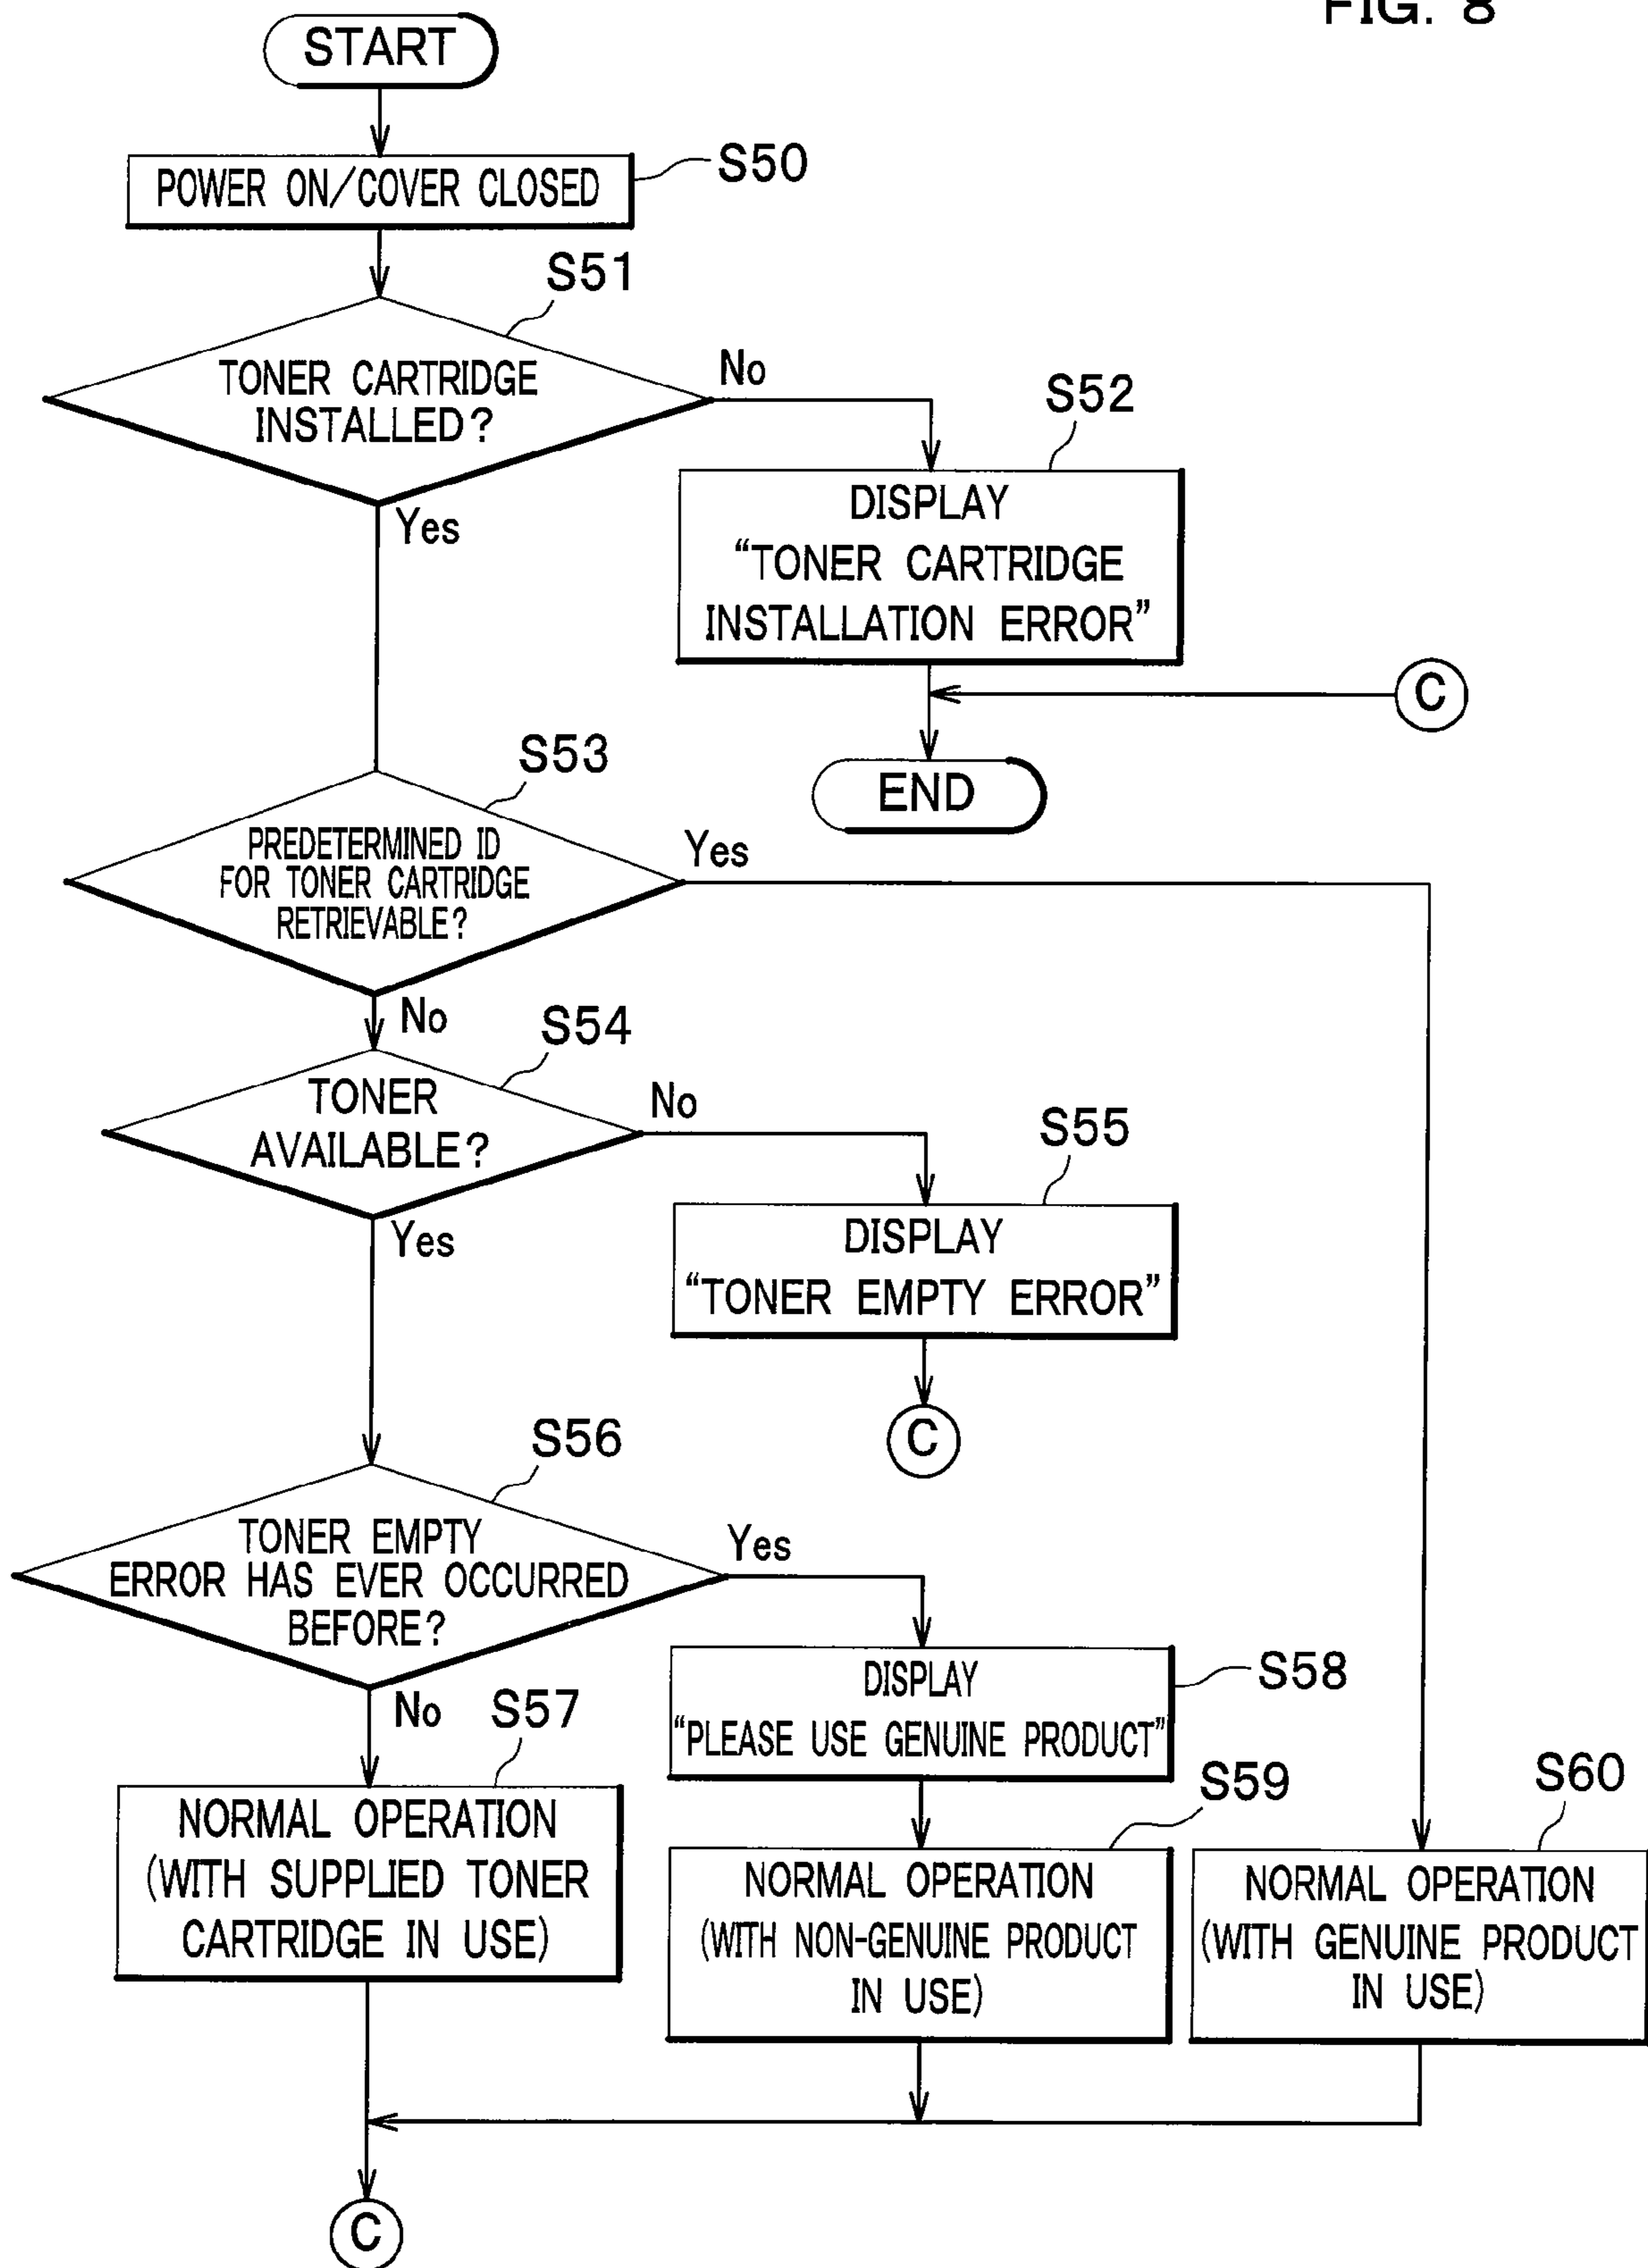 FIG. 8
START
POWER ON/COVER CLOSED
S50
S51
TONER CARTRIDGE
INSTALLED?
No
Yes
S52
DISPLAY
“TONER CARTRIDGE
INSTALLATION ERROR”
C
END
S53
PREDETERMINED ID
FOR TONER CARTRIDGE
RETRIEVABLE?
Yes
No
S54
TONER
AVAILABLE?
No
Yes
S55
DISPLAY
“TONER EMPTY ERROR”
C
S56
TONER EMPTY
ERROR HAS EVER OCCURRED
BEFORE?
Yes
No
S58
DISPLAY
“PLEASE USE GENUINE PRODUCT”
S57
NORMAL OPERATION
(WITH SUPPLIED TONER
CARTRIDGE IN USE)
S59
NORMAL OPERATION
(WITH NON-GENUINE PRODUCT
IN USE)
S60
NORMAL OPERATION
(WITH GENUINE PRODUCT
IN USE)
C